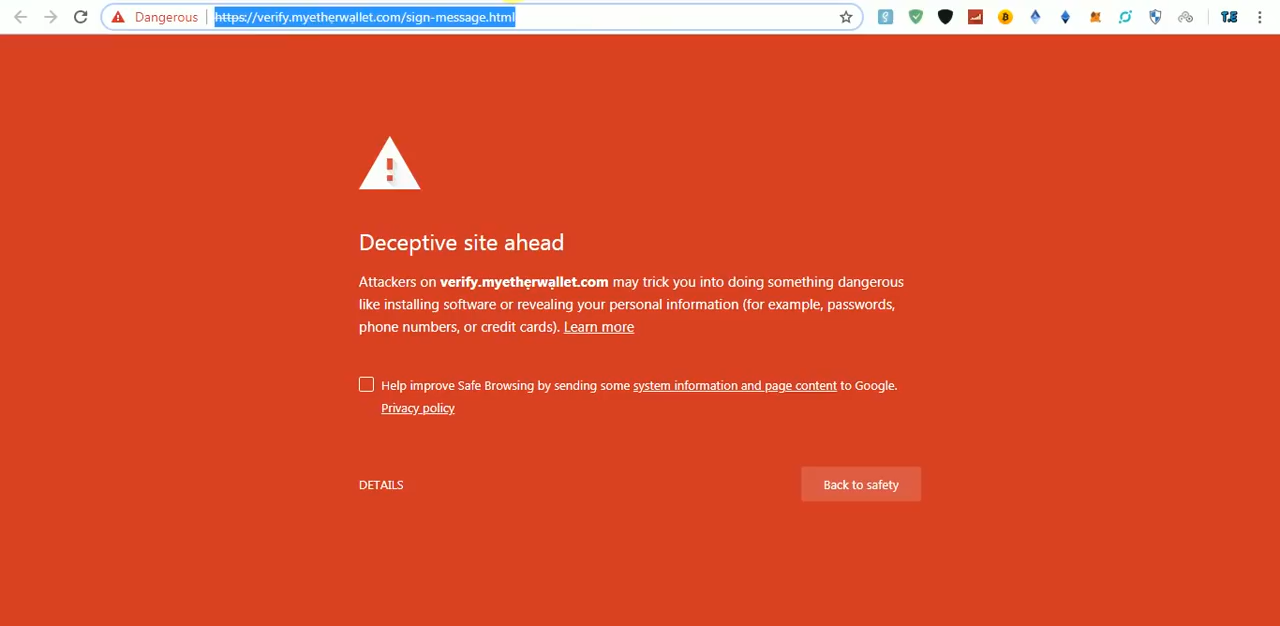 Dangerous https://verify.myethẹrwallet.com/sign-message.html T.S
Deceptive site ahead
Attackers on verify.myethẹrwạllet.com may trick you into doing something dangerous
like installing software or revealing your personal information (for example, passwords,
phone numbers, or credit cards). Learn more
Help improve Safe Browsing by sending some system information and page content to Google.
Privacy policy
DETAILS
Back to safety